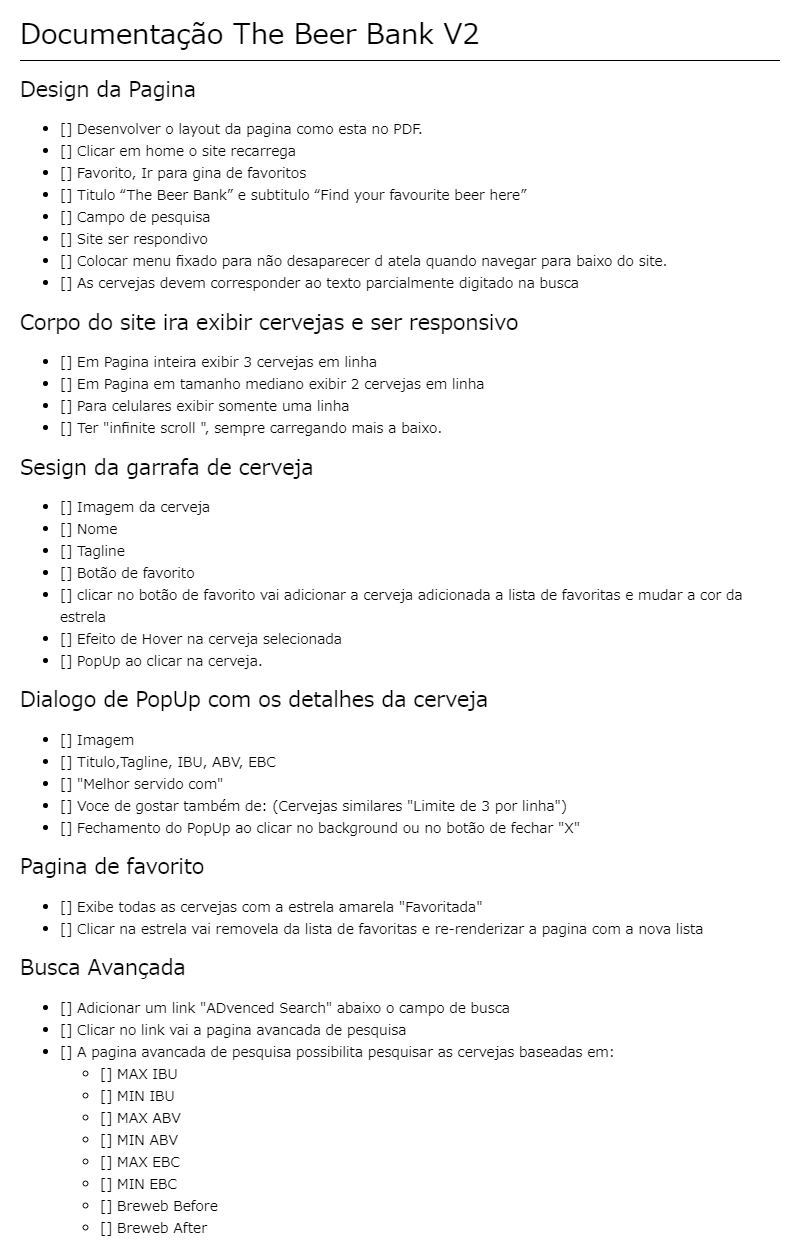 Documentação The Beer Bank V2
Design da Pagina
[] Desenvolver o layout da pagina como esta no PDF.
[] Clicar em home o site recarrega
[] Favorito, Ir para gina de favoritos
[] Titulo “The Beer Bank” e subtitulo “Find your favourite beer here”
[] Campo de pesquisa
[] Site ser respondivo
[] Colocar menu fixado para não desaparecer d atela quando navegar para baixo do site.
[] As cervejas devem corresponder ao texto parcialmente digitado na busca
Corpo do site ira exibir cervejas e ser responsivo
[] Em Pagina inteira exibir 3 cervejas em linha
[] Em Pagina em tamanho mediano exibir 2 cervejas em linha
[] Para celulares exibir somente uma linha
[] Ter "infinite scroll ", sempre carregando mais a baixo.
Sesign da garrafa de cerveja
[] Imagem da cerveja
[] Nome
[] Tagline
[] Botão de favorito
[] clicar no botão de favorito vai adicionar a cerveja adicionada a lista de favoritas e mudar a cor da
estrela
[] Efeito de Hover na cerveja selecionada
[] PopUp ao clicar na cerveja.
Dialogo de PopUp com os detalhes da cerveja
[] Imagem
[] Titulo,Tagline, IBU, ABV, EBC
[] "Melhor servido com"
[] Voce de gostar também de: (Cervejas similares "Limite de 3 por linha")
[] Fechamento do PopUp ao clicar no background ou no botão de fechar "X"
Pagina de favorito
[] Exibe todas as cervejas com a estrela amarela "Favoritada"
[] Clicar na estrela vai removela da lista de favoritas e re-renderizar a pagina com a nova lista
Busca Avançada
[] Adicionar um link "ADvenced Search" abaixo o campo de busca
[] Clicar no link vai a pagina avancada de pesquisa
[] A pagina avancada de pesquisa possibilita pesquisar as cervejas baseadas em:
[] MAX IBU
[] MIN IBU
[] MAX ABV
[] MIN ABV
[] MAX EBC
[] MIN EBC
[] Breweb Before
[] Breweb After